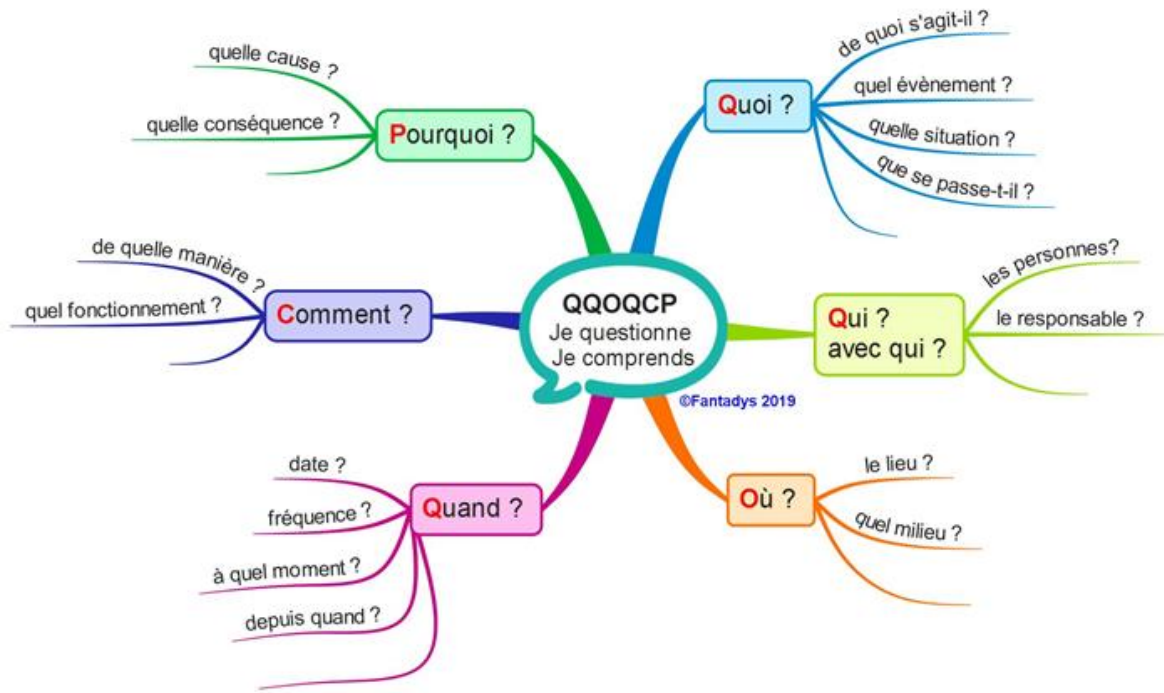 QQOQCP
Je questionne
Je comprends
©Fantadys 2019
Quoi ?
de quoi s'agit-il ?
quel évènement ?
quelle situation ?
que se passe-t-il ?
Qui ?
avec qui ?
les personnes?
le responsable ?
Où ?
le lieu ?
quel milieu ?
Quand ?
date ?
fréquence ?
à quel moment ?
depuis quand ?
Comment ?
de quelle manière ?
quel fonctionnement ?
Pourquoi ?
quelle cause ?
quelle conséquence ?